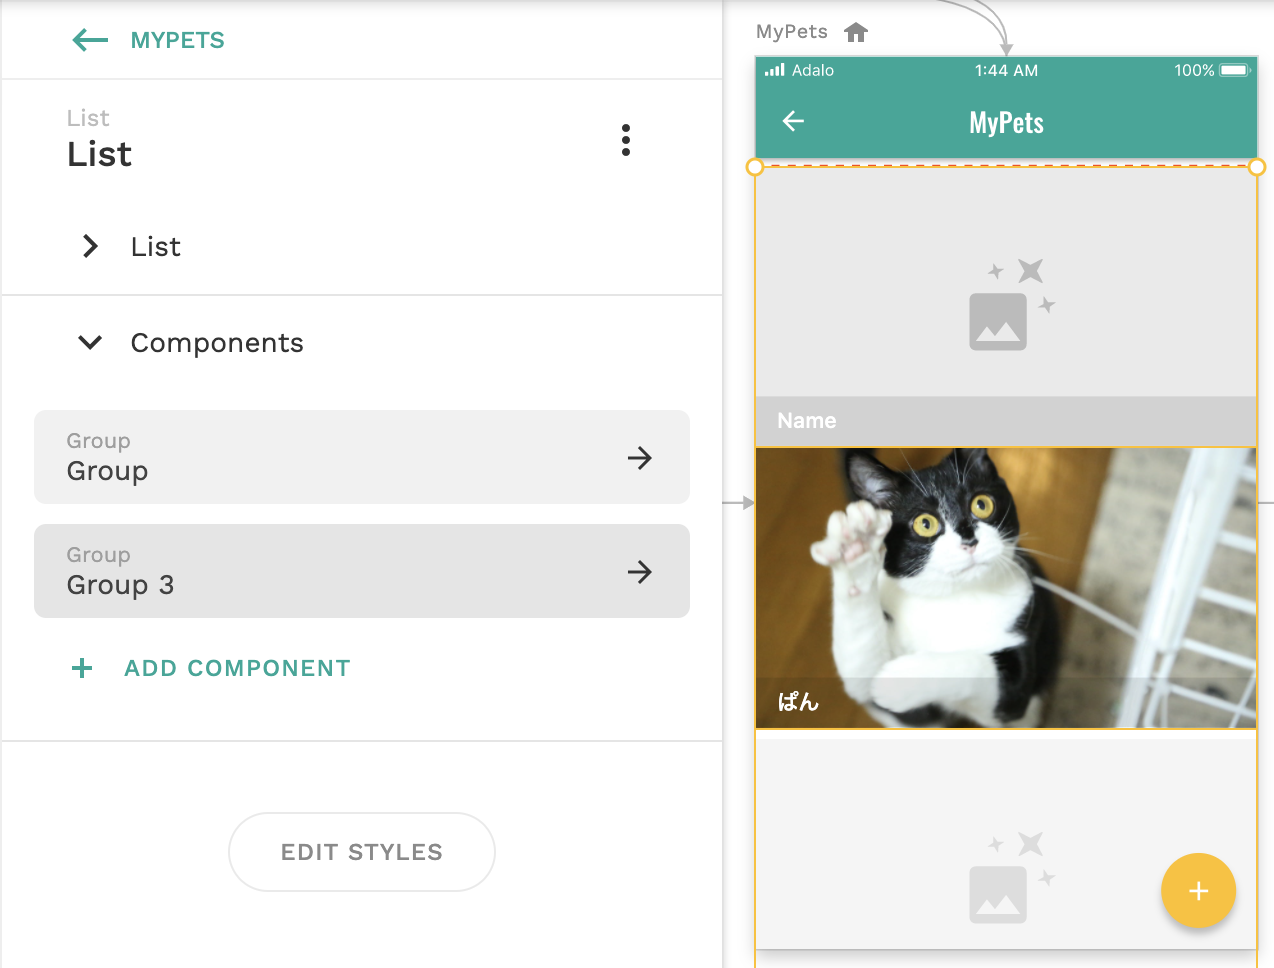 MYPETS
List
List
List
Components
Group
Group
Group
Group 3
ADD COMPONENT
EDIT STYLES
MyPets
Adalo
1:44 AM
100%
MyPets
Name
ぱん